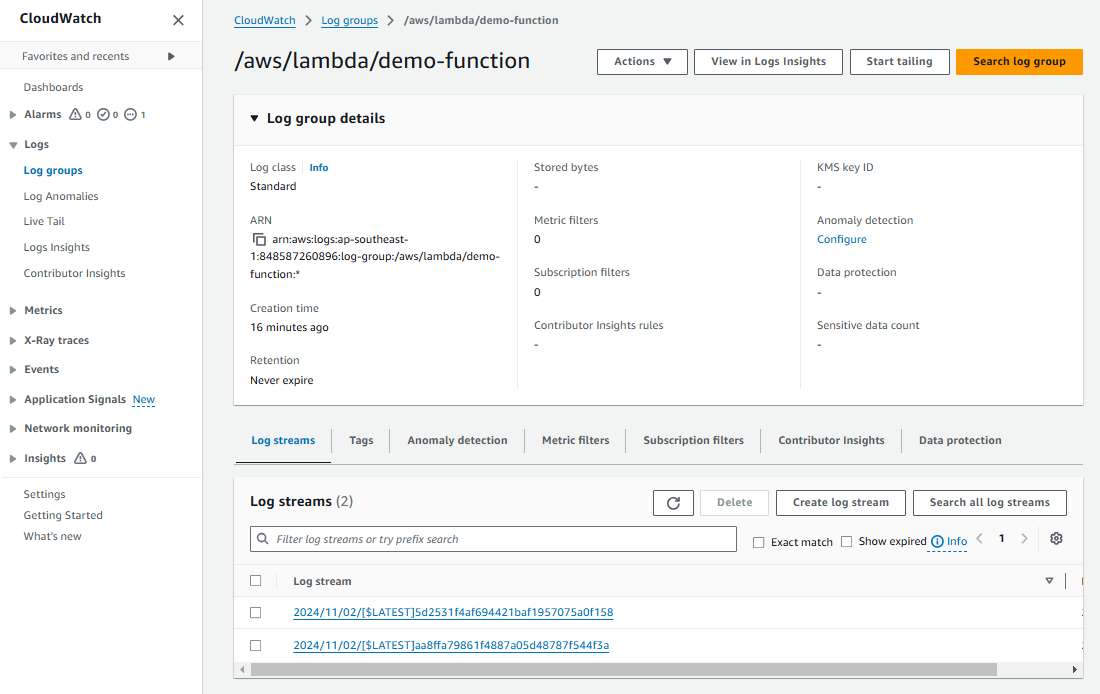 CloudWatch
Favorites and recents
Dashboards
Alarms 0 0 1
Logs
Log groups
Log Anomalies
Live Tail
Logs Insights
Contributor Insights
Metrics
X-Ray traces
Events
Application Signals New
Network monitoring
Insights 0
Settings
Getting Started
What's new
CloudWatch > Log groups > /aws/lambda/demo-function
/aws/lambda/demo-function
Actions View in Logs Insights Start tailing Search log group
Log group details
Log class Info
Standard
ARN
arn:aws:logs:ap-southeast-
1:848587260896:log-group:/aws/lambda/demo-
function:*
Creation time
16 minutes ago
Retention
Never expire
Stored bytes
-
Metric filters
0
Subscription filters
0
Contributor Insights rules
-
KMS key ID
-
Anomaly detection
Configure
Data protection
-
Sensitive data count
-
Log streams Tags Anomaly detection Metric filters Subscription filters Contributor Insights Data protection
Log streams (2)
Delete Create log stream Search all log streams
Filter log streams or try prefix search
Exact match Show expired Info 1
Log stream
2024/11/02/[$LATEST]5d2531f4af694421baf1957075a0f158
2024/11/02/[$LATEST]aa8ffa79861f4887a05d48787f544f3a